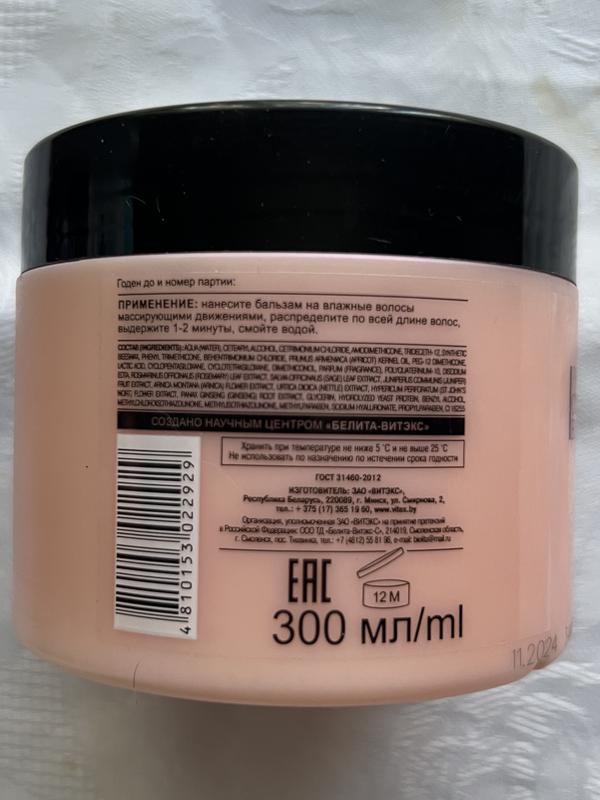 Годен до и номер партии:
ПРИМЕНЕНИЕ: нанесите бальзам на влажные волосы
массирующими движениями, распределите по всей длине волос,
выдержите 1-2 минуты, смойте водой.
СОСТАВ (INGREDIENTS): AQUA (WATER), CETEARYL ALCOHOL, CETRIMONIUM CHLORIDE, AMODIMETHICONE, TRIDECETH-12, SYNTHETIC
BEESWAX, PHENYL TRIMETHICONE, BEHENTRIMONIUM CHLORIDE, PRUNUS ARMENIACA (APRICOT) KERNEL OIL, PEG-12 DIMETHICONE,
LACTIC ACID, CYCLOPENTASILOXANE, CYCLOTETRASILOXANE, DIMETHICONOL, PARFUM (FRAGRANCE), POLYQUATERNIUM-10, DISODIUM
EDTA, ROSMARINUS OFFICINALIS (ROSEMARY) LEAF EXTRACT, SALVIA OFFICINALIS (SAGE) LEAF EXTRACT, JUNIPERUS COMMUNIS (JUNIPER)
FRUIT EXTRACT, ARNICA MONTANA (ARNICA) FLOWER EXTRACT, URTICA DIOICA (NETTLE) EXTRACT, HYPERICUM PERFORATUM (ST JOHN'S
WORT) FLOWER EXTRACT, PANAX GINSENG (GINSENG) ROOT EXTRACT, GLYCERIN, HYDROLYZED YEAST PROTEIN, BENZYL ALCOHOL,
METHYLCHLOROISOTHIAZOLINONE, METHYLISOTHIAZOLINONE, METHYLPARABEN, SODIUM HYALURONATE, PROPYLPARABEN, CI 16255
СОЗДАНО НАУЧНЫМ ЦЕНТРОМ «БЕЛИТА-ВИТЭКС»
Хранить при температуре не ниже 5 °С и не выше 25 °С
Не использовать по назначению по истечении срока годности
ГОСТ 31460-2012
ИЗГОТОВИТЕЛЬ: ЗАО «ВИТЭКС»,
Республика Беларусь, 220089, г. Минск, ул. Смирнова, 2,
тел.: + 375 (17) 365 19 60, www.vitex.by
Организация, уполномоченная ЗАО «ВИТЭКС» на принятие претензий
в Российской Федерации: ООО ТД «Белита-Витэкс-С», 214019, Смоленская область,
г. Смоленск, пос. Тихвинка, тел.: +7 (4812) 55 81 96, e-mail: bielita@mail.ru
EAC
12 M
300 мл/ml
4 810153 022929
11.2024